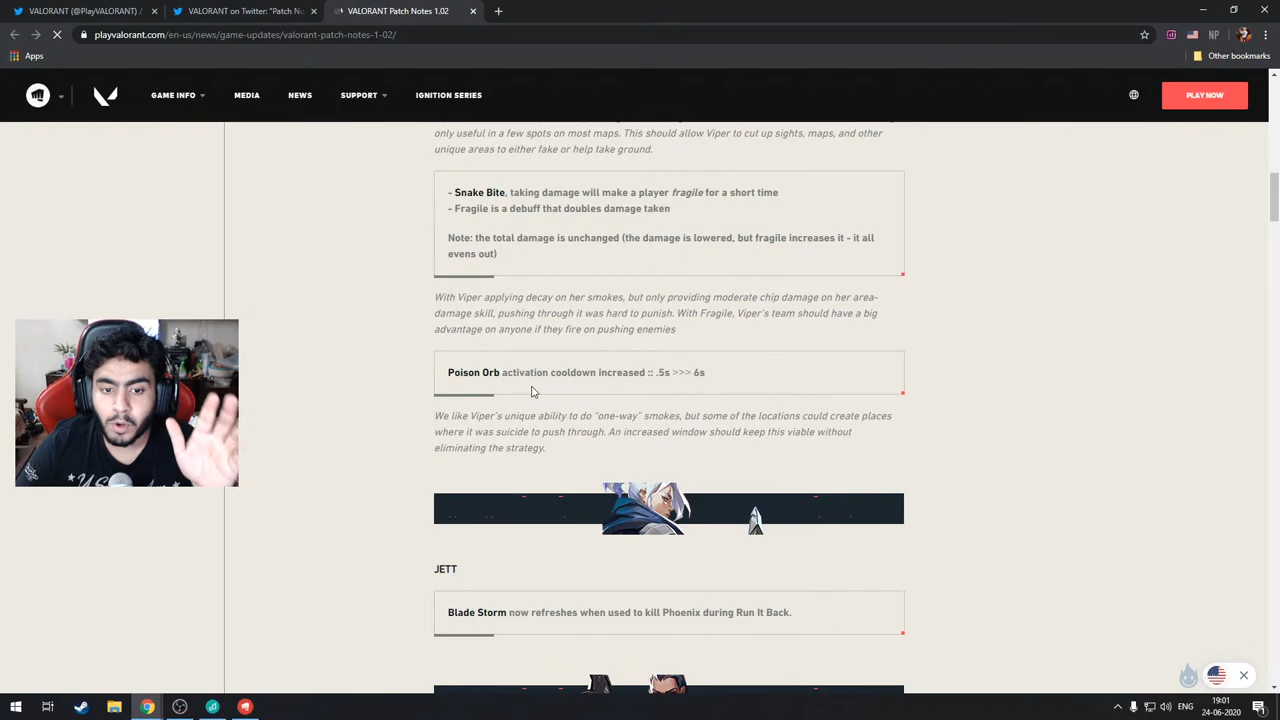 VALORANT (@PlayVALORANT) /
VALORANT on Twitter: "Patch No
VALORANT Patch Notes 1.02
playvalorant.com/en-us/news/game-updates/valorant-patch-notes-1-02/
NP
Apps
Other bookmarks
GAME INFO
MEDIA
NEWS
SUPPORT
IGNITION SERIES
PLAY NOW
only useful in a few spots on most maps. This should allow Viper to cut up sights, maps, and other
unique areas to either fake or help take ground.
- Snake Bite, taking damage will make a player fragile for a short time
- Fragile is a debuff that doubles damage taken
Note: the total damage is unchanged (the damage is lowered, but fragile increases it - it all
evens out)
With Viper applying decay on her smokes, but only providing moderate chip damage on her area-
damage skill, pushing through it was hard to punish. With Fragile, Viper's team should have a big
advantage on anyone if they fire on pushing enemies
Poison Orb activation cooldown increased :: .5s >>> 6s
We like Viper's unique ability to do "one-way" smokes, but some of the locations could create places
where it was suicide to push through. An increased window should keep this viable without
eliminating the strategy.
JETT
Blade Storm now refreshes when used to kill Phoenix during Run It Back.
ENG
19:01
24-06-2020